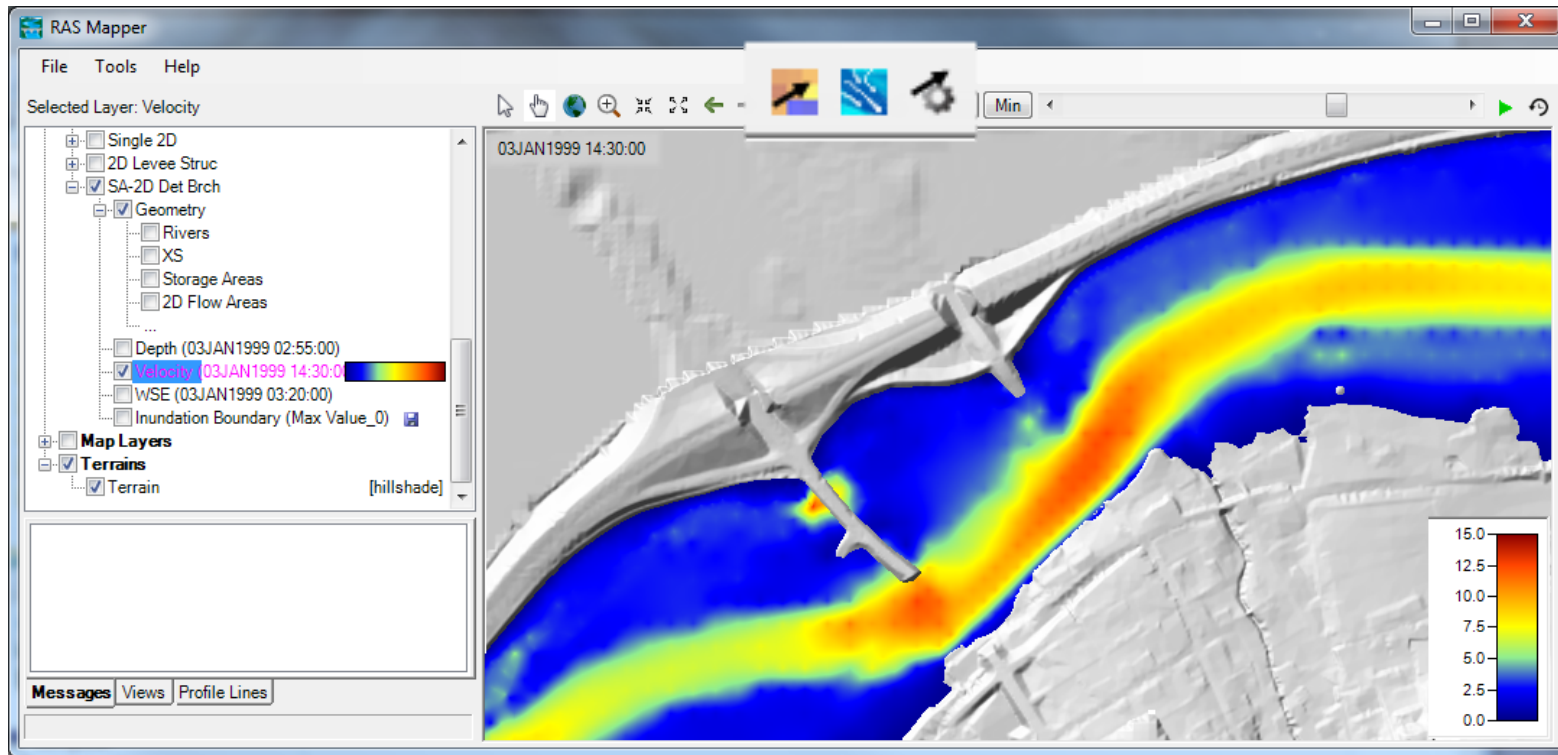 RAS Mapper
File Tools Help
Selected Layer: Velocity
Min
Single 2D
2D Levee Struc
SA-2D Det Brch
Geometry
Rivers
XS
Storage Areas
2D Flow Areas
...
Depth (03JAN1999 02:55:00)
Velocity (03JAN1999 14:30:0
WSE (03JAN1999 03:20:00)
Inundation Boundary (Max Value_0)
Map Layers
Terrains
Terrain [hillshade]
Messages Views Profile Lines
03JAN1999 14:30:00
15.0
12.5
10.0
7.5
5.0
2.5
0.0